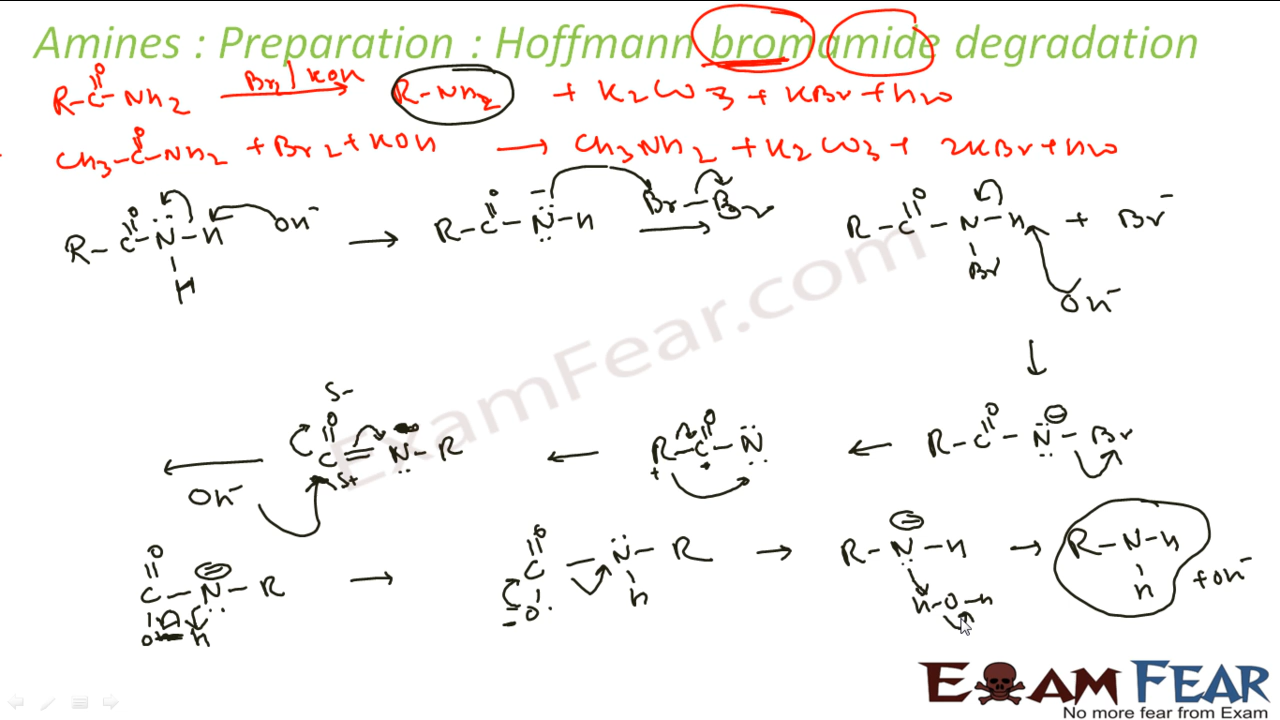 Amines : Preparation : Hoffmann bromamide degradation
R-C(=O)-NH2 Br2 | KOH → R-NH2 + K2CO3 + KBr + H2O
CH3-C(=O)-NH2 + Br2 + KOH → CH3NH2 + K2CO3 + 2KBr + H2O
R-C(=O)-N̈(-H)-H OH⁻ → R-C(=O)-N̈⁻-H Br-Br → R-C(=O)-N(-Br)-H + Br⁻
OH⁻
↓
OH⁻ ← C(=O)=N̈-R δ- δ+ ← R+-C(=O)-N̈ ← R-C(=O)-N̈⊖-Br
C(=O)(-O-H)-N̈⊖-R → C(=O)(-O⁻)-N̈(-H)-R → R-N̈⊖-H H-O-H → R-N(-H)-H + OH⁻
ExamFear.com
EXAM FEAR
No more fear from Exam